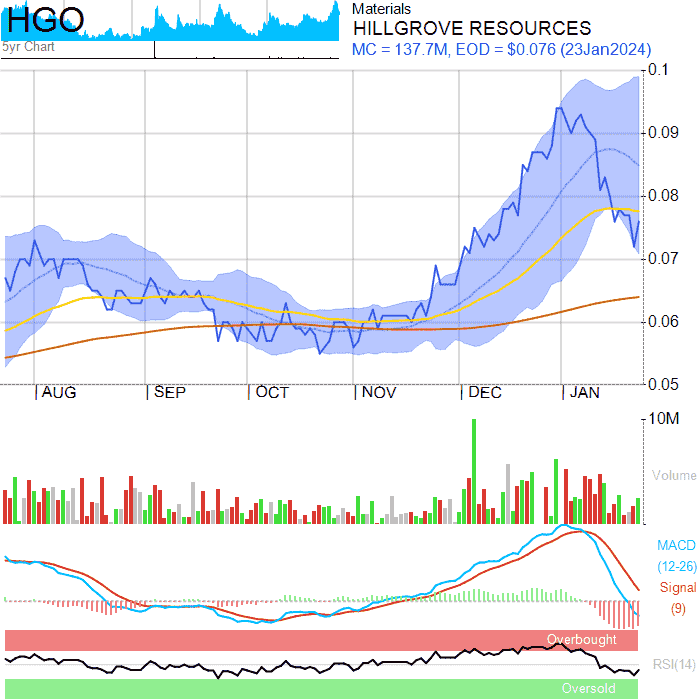 HGO
5yr Chart
Materials
HILLGROVE RESOURCES
MC = 137.7M, EOD = $0.076 (23Jan2024)
0.1
0.09
0.08
0.07
0.06
0.05
AUG SEP OCT NOV DEC JAN
10M
Volume
MACD
(12-26)
Signal
(9)
Overbought
RSI(14)
Oversold